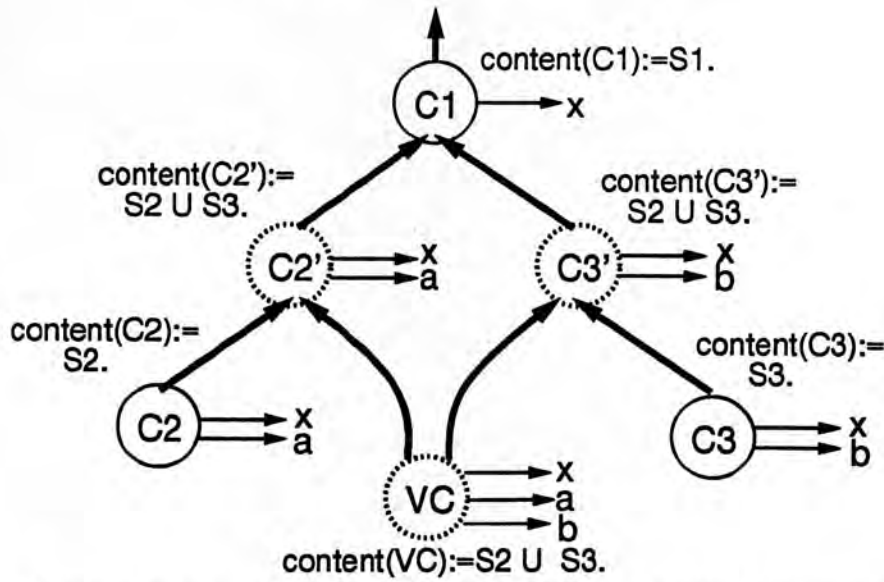 content(C1):=S1.
C1
x
content(C2'):=
S2 U S3.
content(C3'):=
S2 U S3.
C2'
x
a
C3'
x
b
content(C2):=
S2.
content(C3):=
S3.
C2
x
a
C3
x
b
VC
x
a
b
content(VC):=S2 U S3.